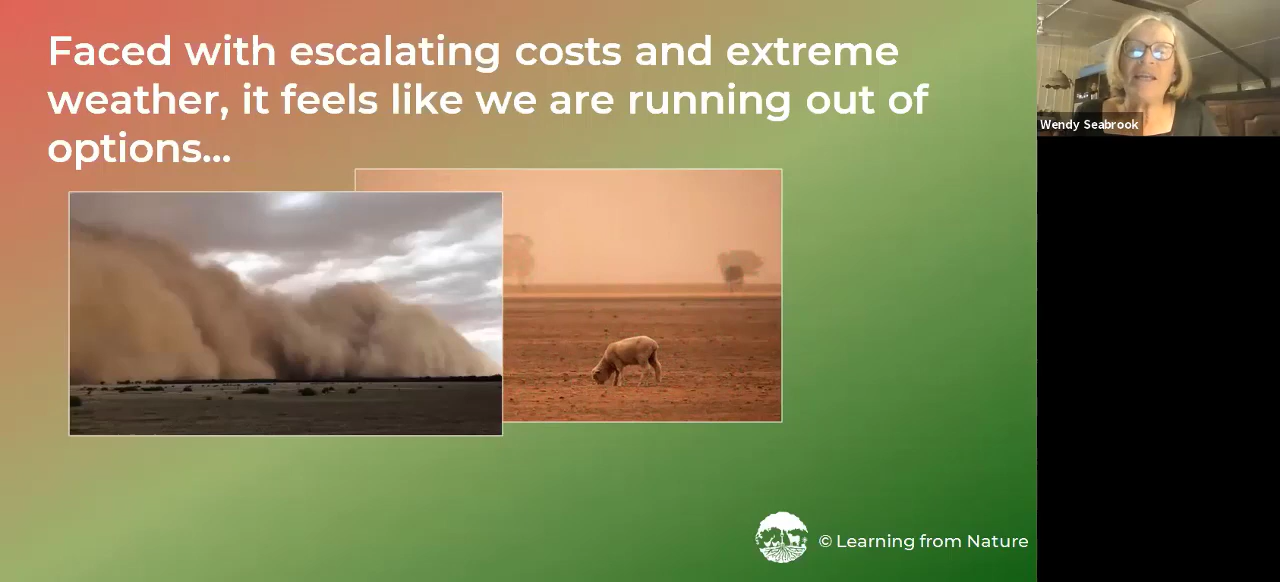 Faced with escalating costs and extreme
weather, it feels like we are running out of
options...
Wendy Seabrook
© Learning from Nature